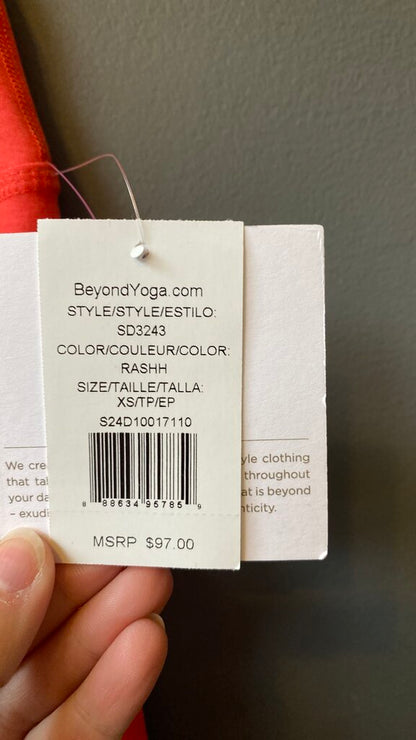 BeyondYoga.com
STYLE/STYLE/ESTILO:
SD3243
COLOR/COULEUR/COLOR:
RASHH
SIZE/TAILLE/TALLA:
XS/TP/EP
S24D10017110
8 88634 95785 9
MSRP $97.00
We cre
yle clothing
that tal
throughout
your da
at is beyond
– exudi
nticity.